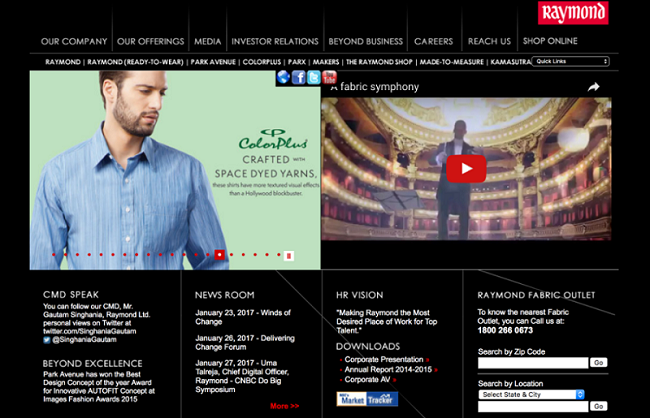 RAYMOND
OUR COMPANY
OUR OFFERINGS
MEDIA
INVESTOR RELATIONS
BEYOND BUSINESS
CAREERS
REACH US
SHOP ONLINE
RAYMOND | RAYMOND (READY-TO-WEAR) | PARK AVENUE | COLORPLUS | PARX | MAKERS | THE RAYMOND SHOP | MADE-TO-MEASURE | KAMASUTRA
Quick Links
ColorPlus
CRAFTED WITH
SPACE DYED YARNS,
these shirts have more textured visual effects
than a Hollywood blockbuster.
A fabric symphony
CMD SPEAK
You can follow our CMD, Mr.
Gautam Singhania, Raymond Ltd.
personal views on Twitter at
twitter.com/SinghaniaGautam
@SinghaniaGautam
BEYOND EXCELLENCE
Park Avenue has won the Best
Design Concept of the year Award
for Innovative AUTOFIT Concept at
Images Fashion Awards 2015
NEWS ROOM
January 23, 2017 - Winds of
Change
January 26, 2017 - Delivering
Change Forum
January 27, 2017 - Uma
Talreja, Chief Digital Officer,
Raymond - CNBC Do Big
Symposium
More >>
HR VISION
"Making Raymond the Most
Desired Place of Work for Top
Talent."
DOWNLOADS
Corporate Presentation
Annual Report 2014-2015
Corporate AV
Market Tracker
RAYMOND FABRIC OUTLET
To know the nearest Fabric
Outlet, you can Call us at:
1800 266 0673
Search by Zip Code
Go
Search by Location
Select State & City
Go